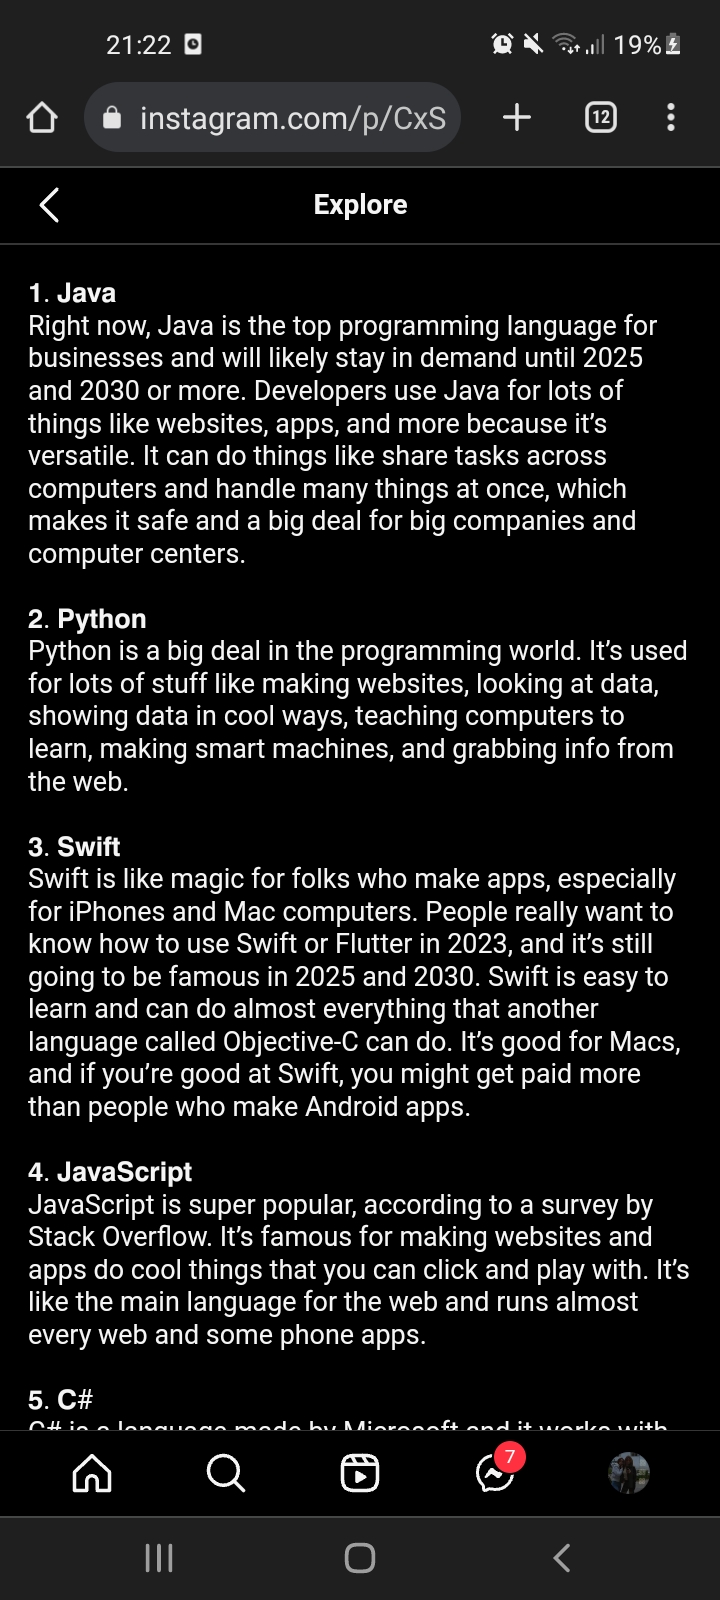 21:22
19%
instagram.com/p/CxS
12
Explore
1. Java
Right now, Java is the top programming language for
businesses and will likely stay in demand until 2025
and 2030 or more. Developers use Java for lots of
things like websites, apps, and more because it’s
versatile. It can do things like share tasks across
computers and handle many things at once, which
makes it safe and a big deal for big companies and
computer centers.
2. Python
Python is a big deal in the programming world. It’s used
for lots of stuff like making websites, looking at data,
showing data in cool ways, teaching computers to
learn, making smart machines, and grabbing info from
the web.
3. Swift
Swift is like magic for folks who make apps, especially
for iPhones and Mac computers. People really want to
know how to use Swift or Flutter in 2023, and it’s still
going to be famous in 2025 and 2030. Swift is easy to
learn and can do almost everything that another
language called Objective-C can do. It’s good for Macs,
and if you’re good at Swift, you might get paid more
than people who make Android apps.
4. JavaScript
JavaScript is super popular, according to a survey by
Stack Overflow. It’s famous for making websites and
apps do cool things that you can click and play with. It’s
like the main language for the web and runs almost
every web and some phone apps.
5. C#
C# is a language made by Microsoft and it works with
7